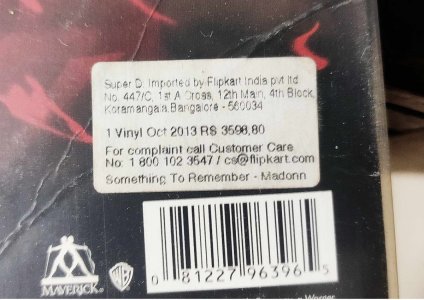 Super D. Imported by Flipkart India pvt ltd
No. 447/C, 1st A Cross, 12th Main, 4th Block,
Koramangala,Bangalore - 560034
1 Vinyl Oct 2013 RS 3598.80
For complaint call Customer Care
No: 1 800 102 3547 / cs@flipkart.com
Something To Remember - Madonn
MAVERICK
WB
0 81227 96396 5